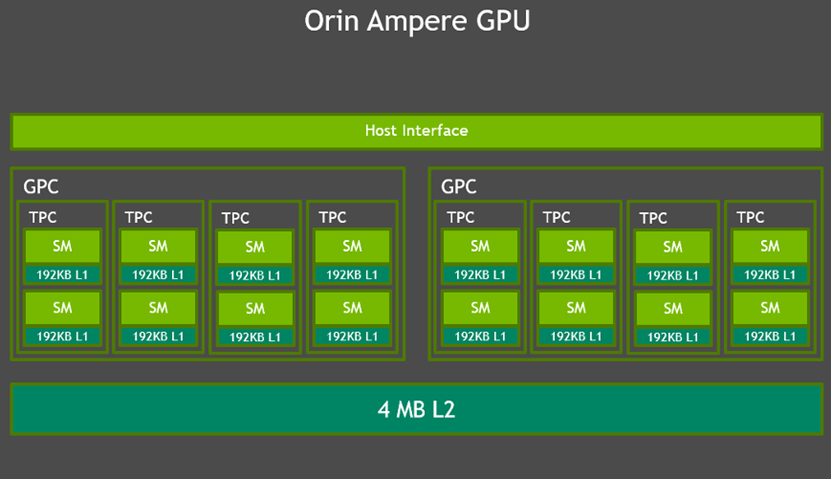 Orin Ampere GPU
Host Interface
GPC
TPC TPC TPC TPC
SM SM SM SM
192KB L1 192KB L1 192KB L1 192KB L1
SM SM SM SM
192KB L1 192KB L1 192KB L1 192KB L1
GPC
TPC TPC TPC TPC
SM SM SM SM
192KB L1 192KB L1 192KB L1 192KB L1
SM SM SM SM
192KB L1 192KB L1 192KB L1 192KB L1
4 MB L2